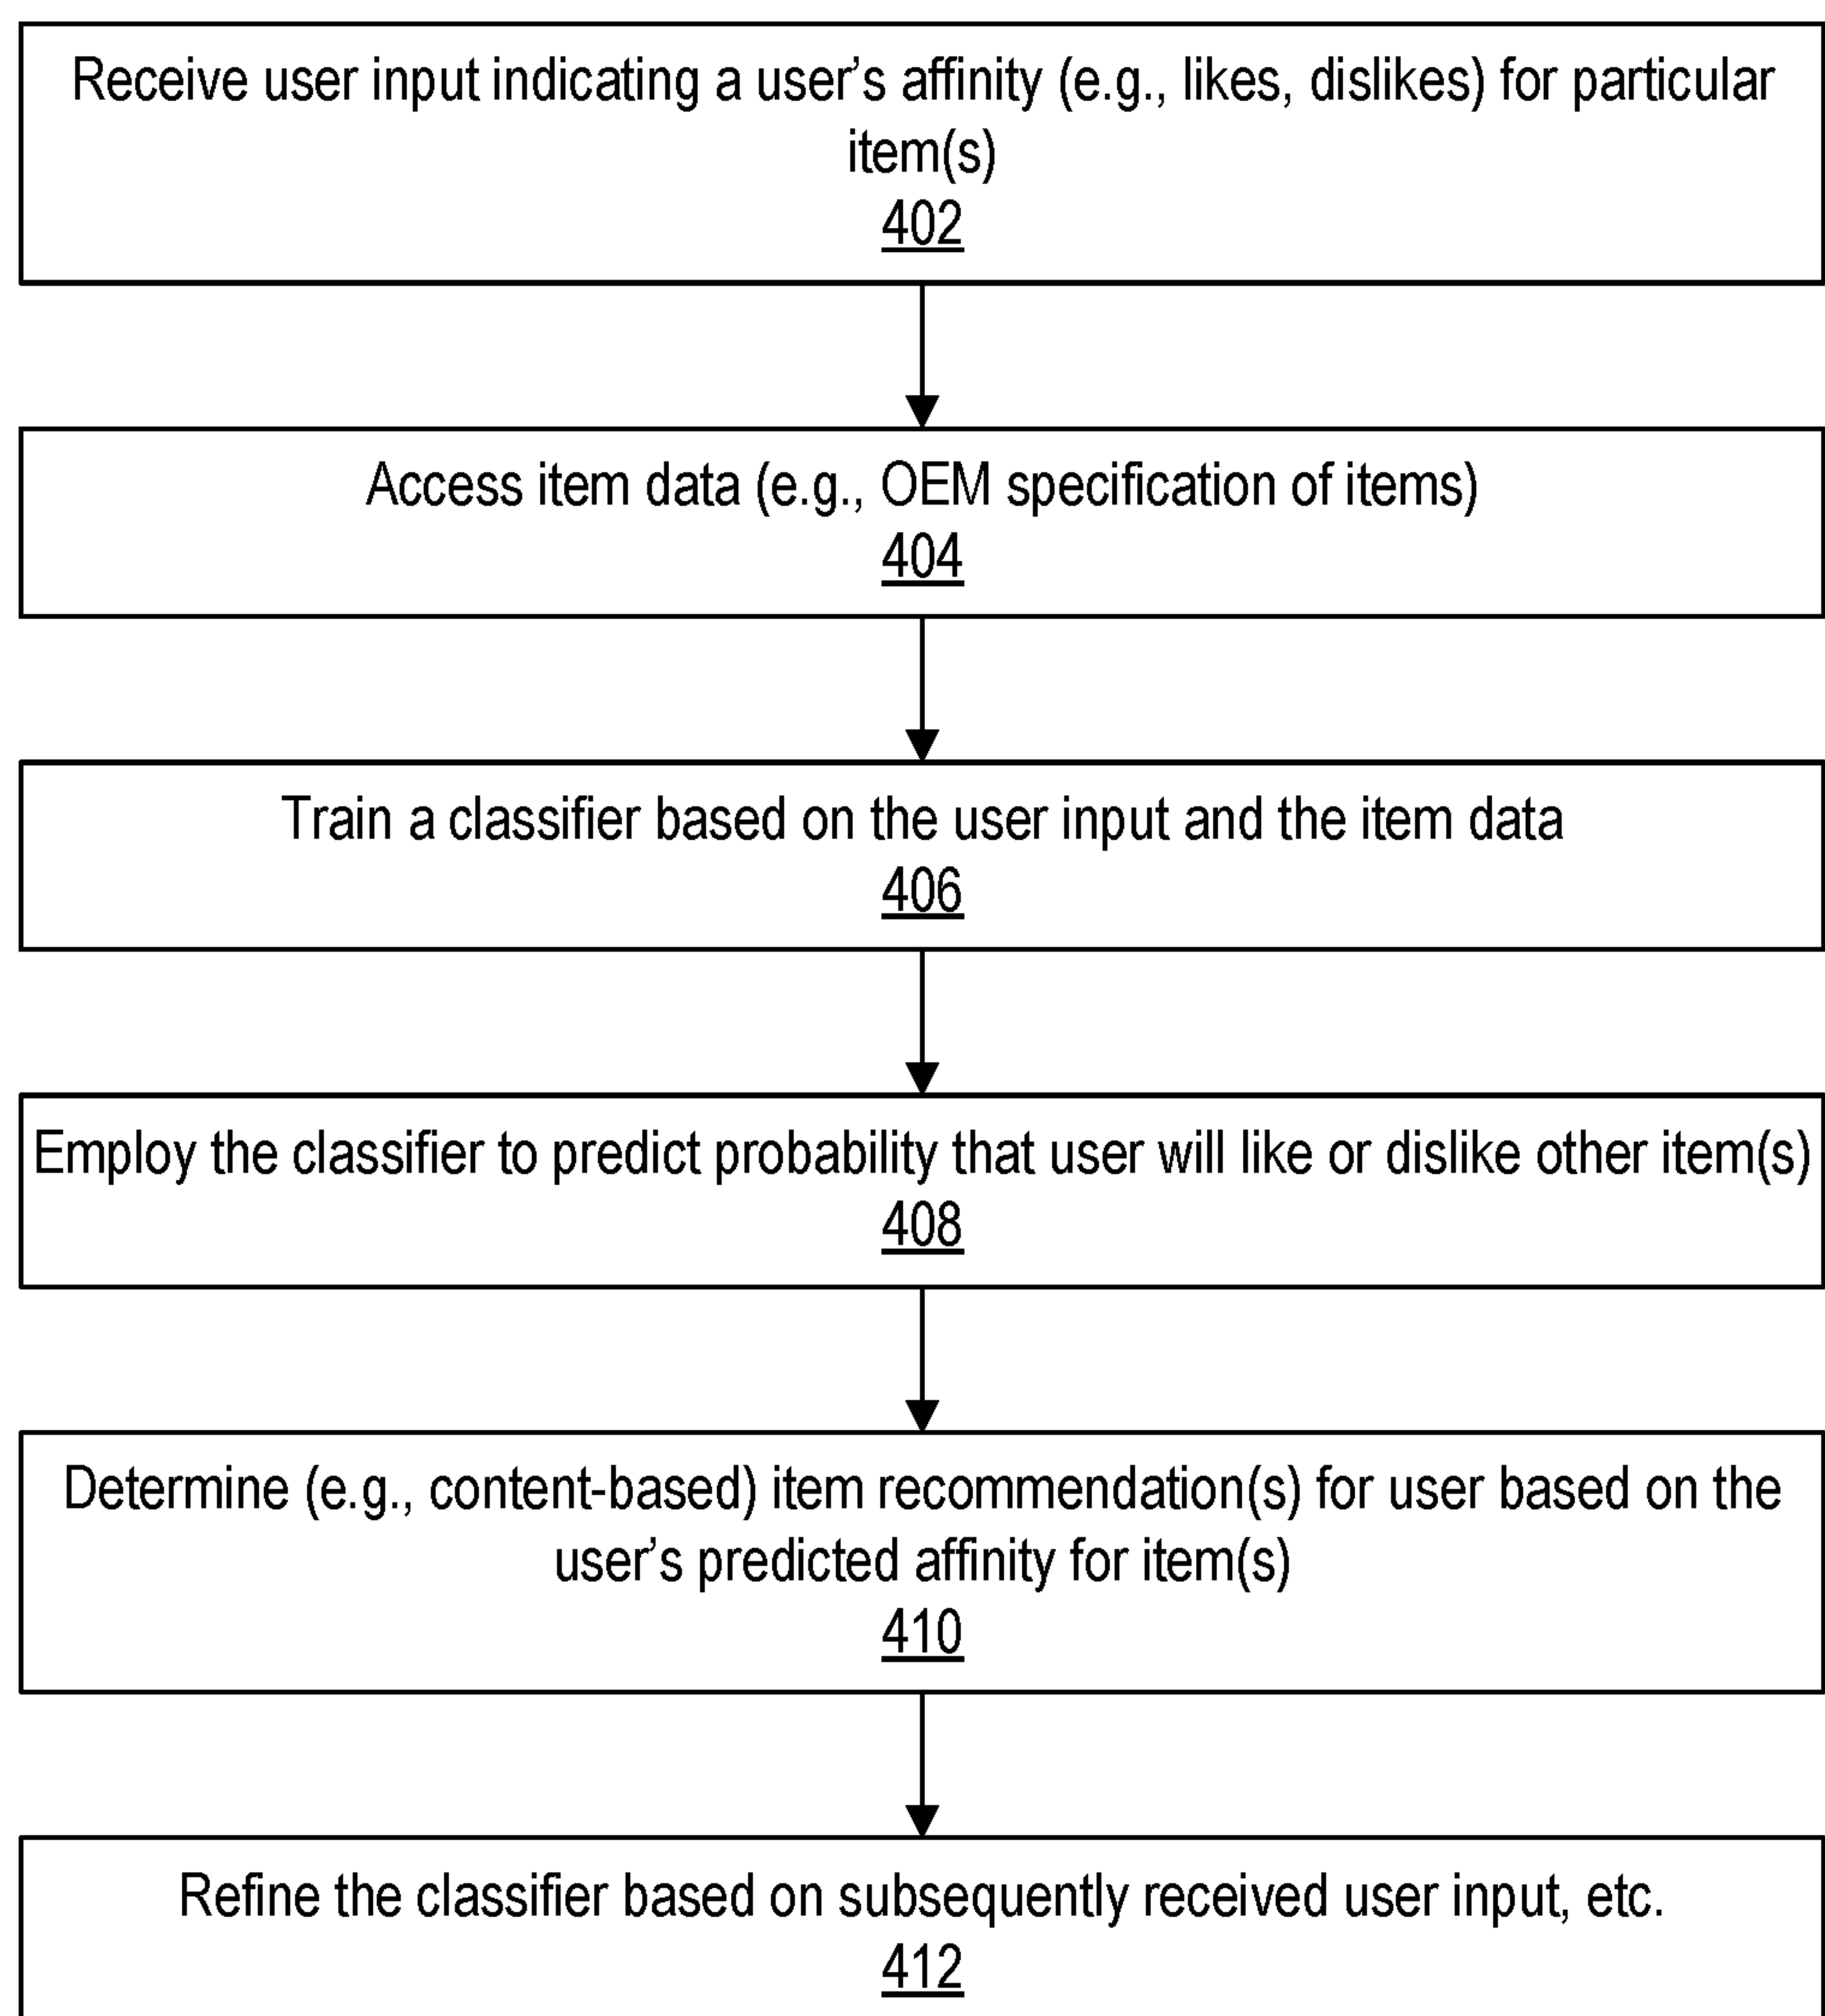 Receive user input indicating a user’s affinity (e.g., likes, dislikes) for particular
item(s)
402
Access item data (e.g., OEM specification of items)
404
Train a classifier based on the user input and the item data
406
Employ the classifier to predict probability that user will like or dislike other item(s)
408
Determine (e.g., content-based) item recommendation(s) for user based on the
user’s predicted affinity for item(s)
410
Refine the classifier based on subsequently received user input, etc.
412